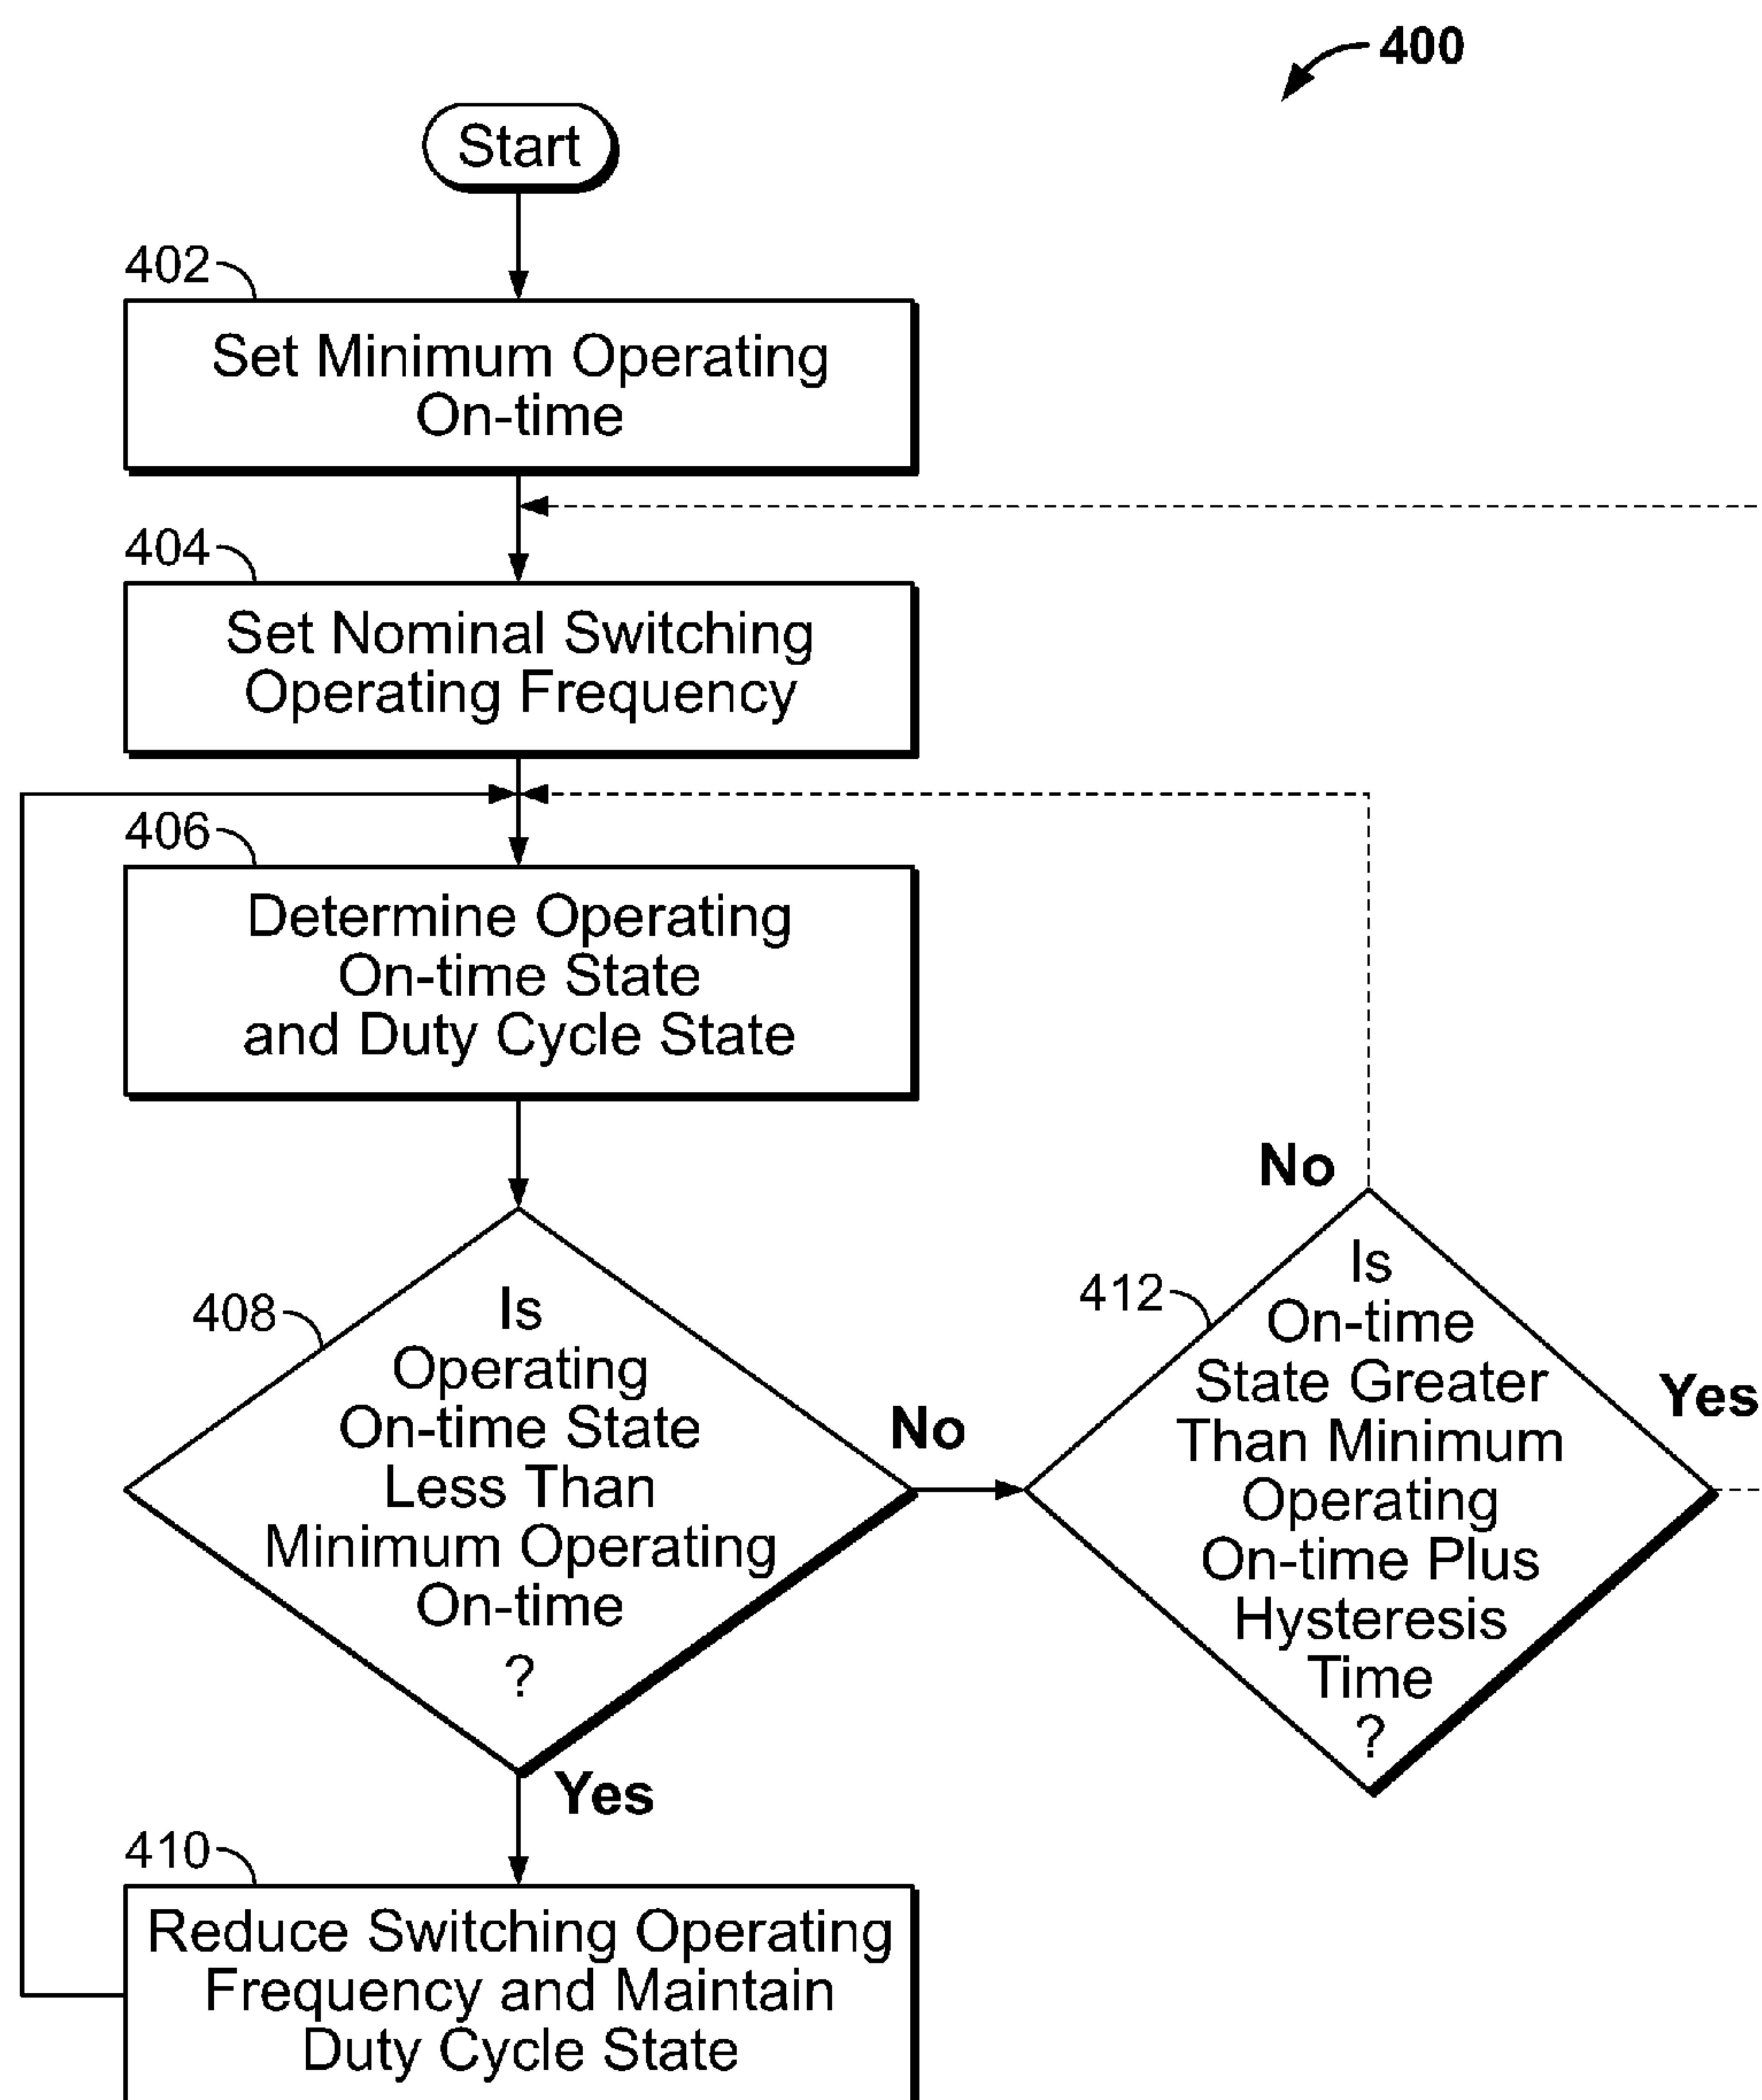 400
Start
402
Set Minimum Operating
On-time
404
Set Nominal Switching
Operating Frequency
406
Determine Operating
On-time State
and Duty Cycle State
408
Is
Operating
On-time State
Less Than
Minimum Operating
On-time
?
No
Yes
412
Is
On-time
State Greater
Than Minimum
Operating
On-time Plus
Hysteresis
Time
?
No
Yes
410
Reduce Switching Operating
Frequency and Maintain
Duty Cycle State